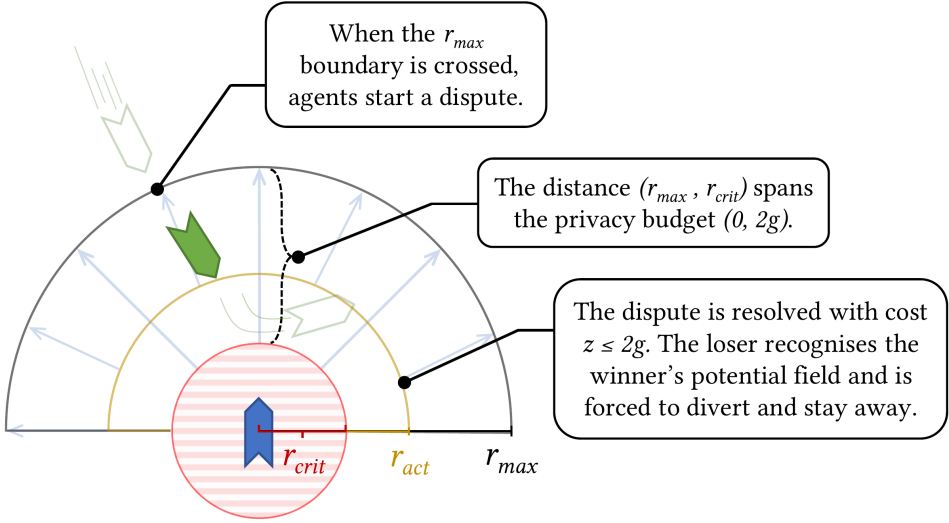 When the r_max
boundary is crossed,
agents start a dispute.
The distance (r_max , r_crit) spans
the privacy budget (0, 2g).
The dispute is resolved with cost
z ≤ 2g. The loser recognises the
winner's potential field and is
forced to divert and stay away.
r_crit
r_act
r_max